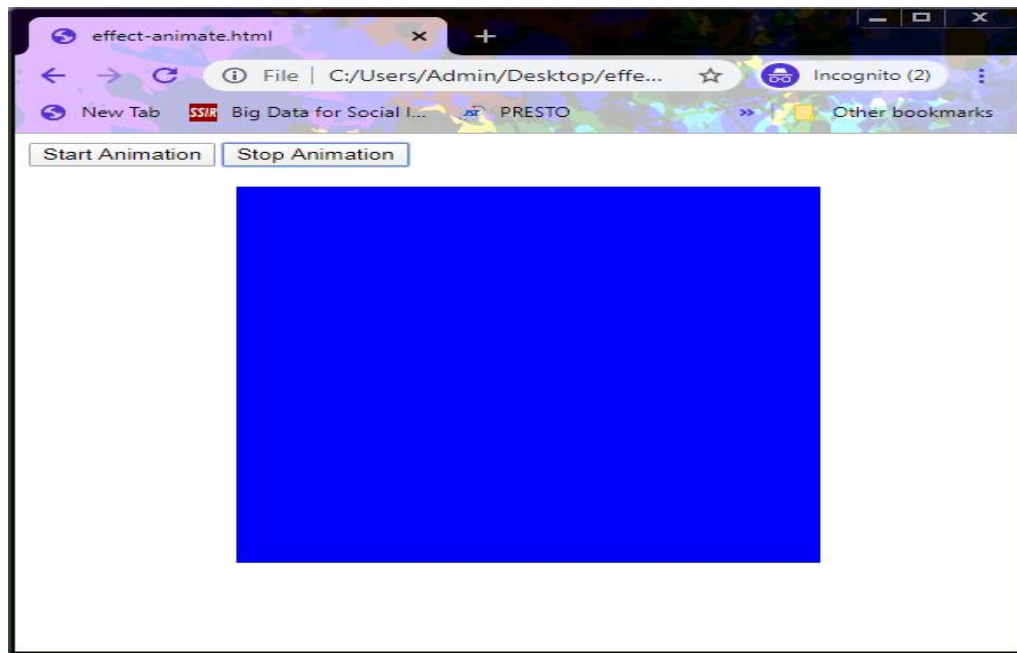 effect-animate.html
File | C:/Users/Admin/Desktop/effe...
Incognito (2)
New Tab SSIR Big Data for Social I... JST PRESTO » Other bookmarks
Start Animation Stop Animation